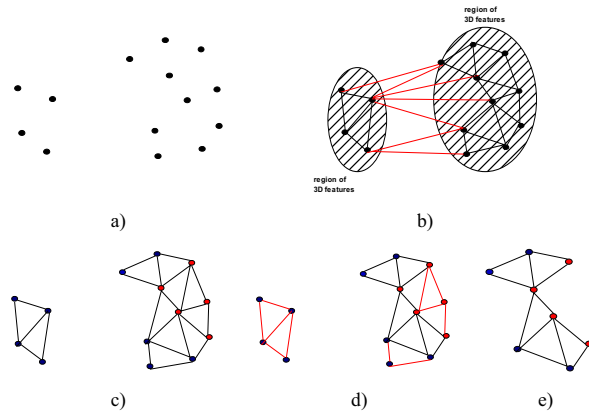 region of
3D features
region of
3D features
a)
b)
c)
d)
e)